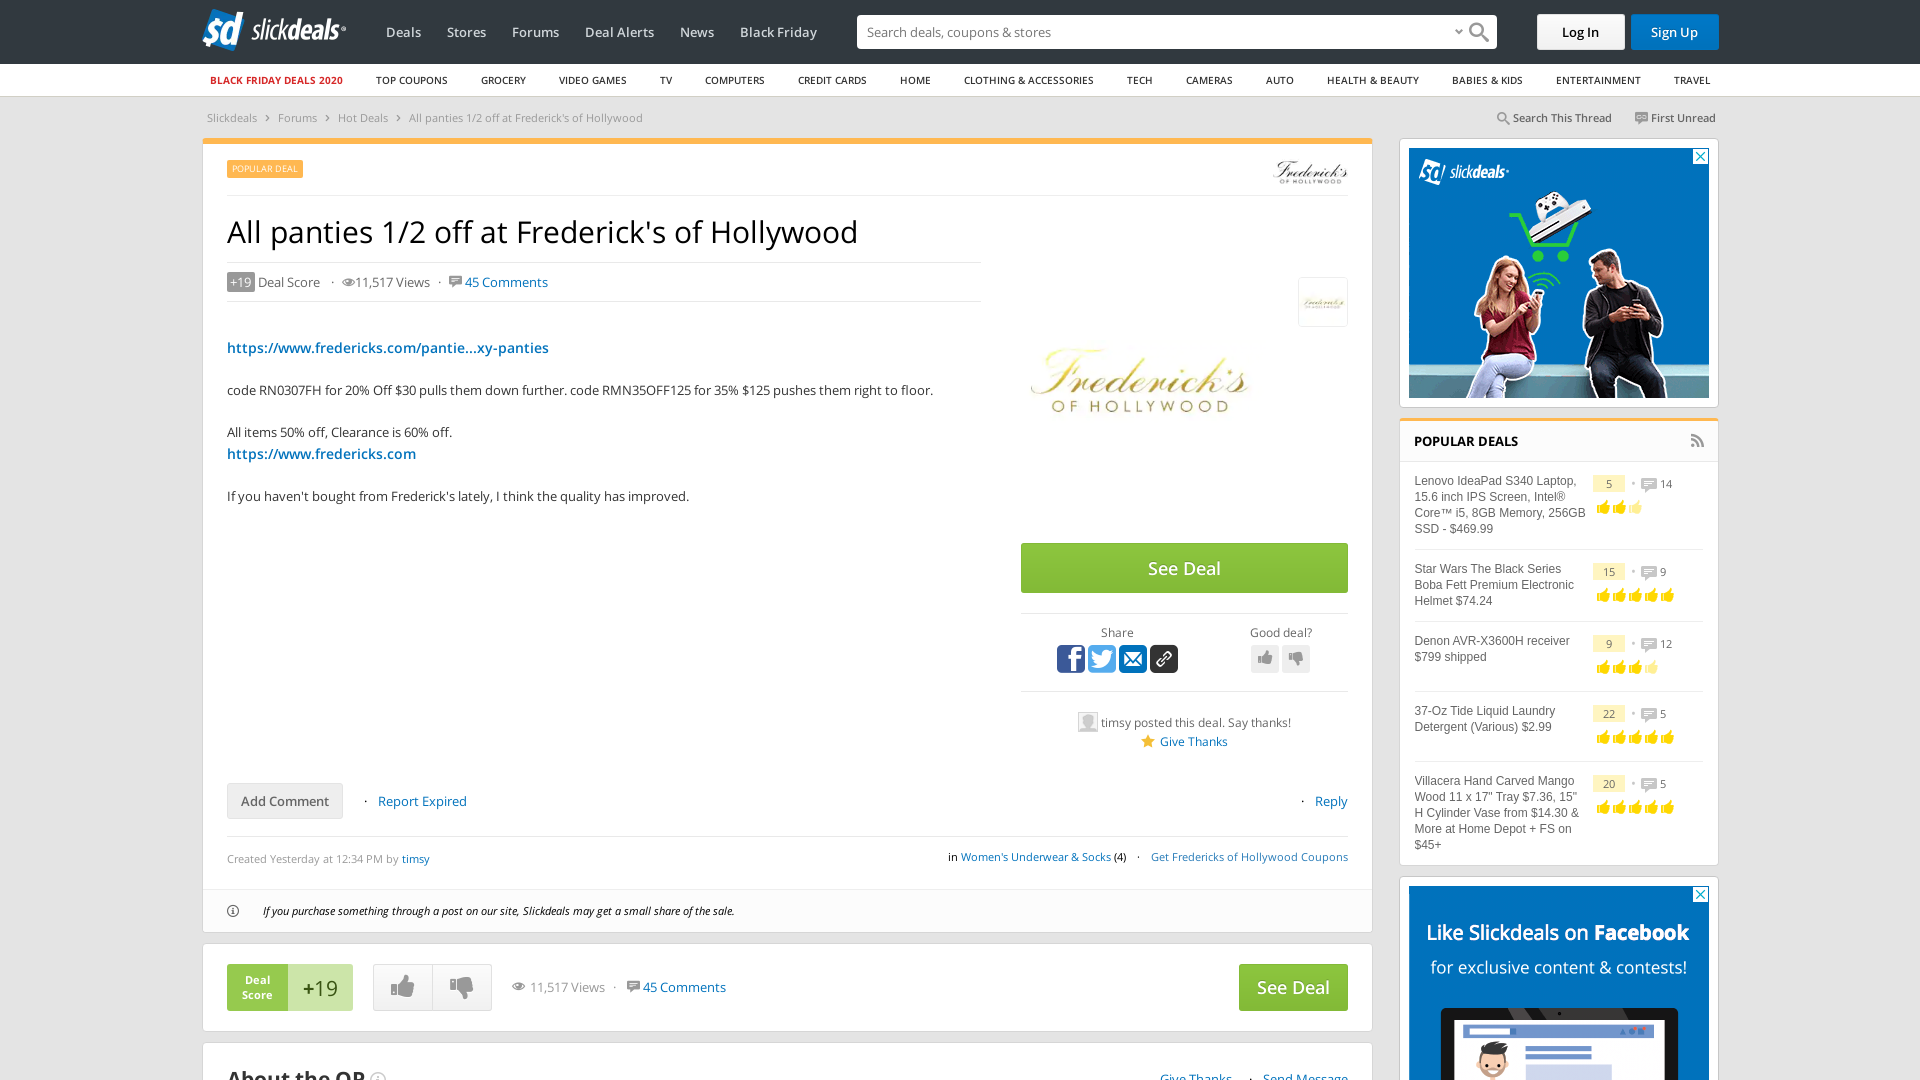 sd slickdeals
Deals Stores Forums Deal Alerts News Black Friday
Search deals, coupons & stores
Log In Sign Up
BLACK FRIDAY DEALS 2020 TOP COUPONS GROCERY VIDEO GAMES TV COMPUTERS CREDIT CARDS HOME CLOTHING & ACCESSORIES TECH CAMERAS AUTO HEALTH & BEAUTY BABIES & KIDS ENTERTAINMENT TRAVEL
Slickdeals > Forums > Hot Deals > All panties 1/2 off at Frederick's of Hollywood
Search This Thread First Unread
POPULAR DEAL
Frederick's
OF HOLLYWOOD
All panties 1/2 off at Frederick's of Hollywood
+19 Deal Score · 11,517 Views · 45 Comments
https://www.fredericks.com/pantie...xy-panties
code RN0307FH for 20% Off $30 pulls them down further. code RMN35OFF125 for 35% $125 pushes them right to floor.
All items 50% off, Clearance is 60% off.
https://www.fredericks.com
If you haven't bought from Frederick's lately, I think the quality has improved.
Frederick's
OF HOLLYWOOD
See Deal
Share
Good deal?
timsy posted this deal. Say thanks!
Give Thanks
Add Comment · Report Expired
· Reply
Created Yesterday at 12:34 PM by timsy
in Women's Underwear & Socks (4) · Get Fredericks of Hollywood Coupons
If you purchase something through a post on our site, Slickdeals may get a small share of the sale.
Deal
Score
+19
11,517 Views · 45 Comments
See Deal
About the OP
Give Thanks · Send Message
sd slickdeals
POPULAR DEALS
Lenovo IdeaPad S340 Laptop,
15.6 inch IPS Screen, Intel®
Core™ i5, 8GB Memory, 256GB
SSD - $469.99
5 • 14
Star Wars The Black Series
Boba Fett Premium Electronic
Helmet $74.24
15 • 9
Denon AVR-X3600H receiver
$799 shipped
9 • 12
37-Oz Tide Liquid Laundry
Detergent (Various) $2.99
22 • 5
Villacera Hand Carved Mango
Wood 11 x 17" Tray $7.36, 15"
H Cylinder Vase from $14.30 &
More at Home Depot + FS on
$45+
20 • 5
Like Slickdeals on Facebook
for exclusive content & contests!